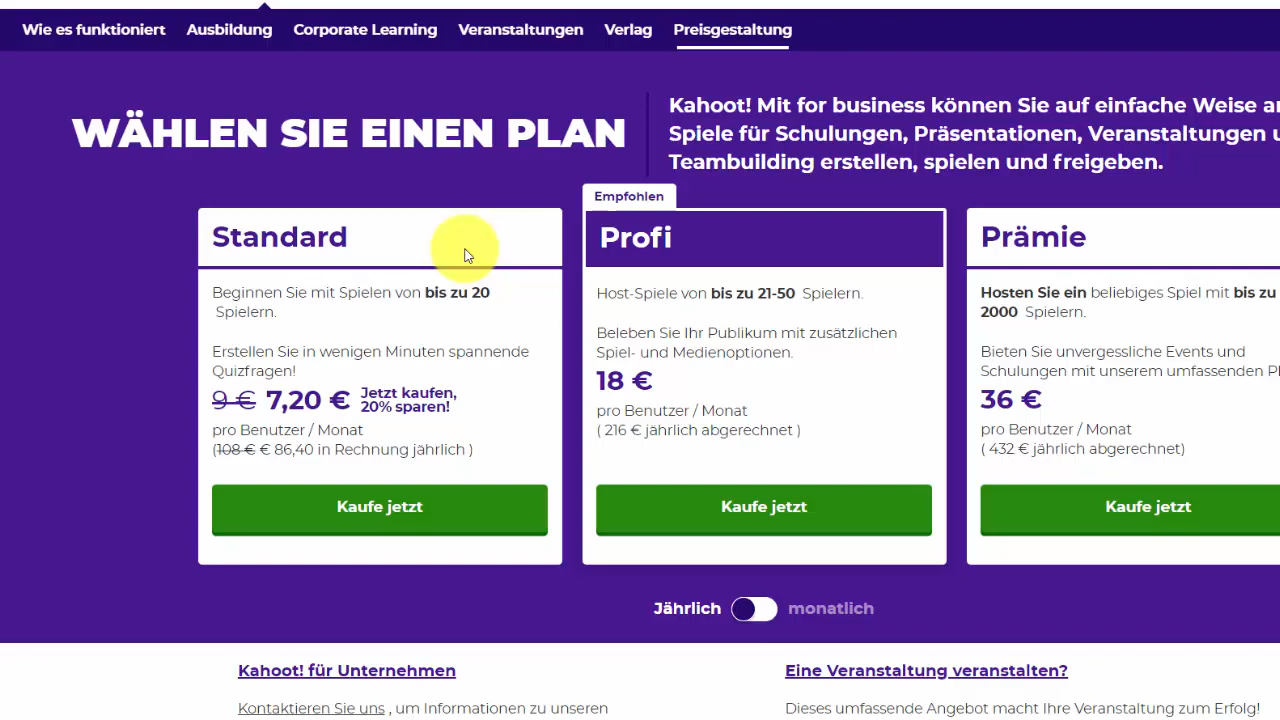 Wie es funktioniert Ausbildung Corporate Learning Veranstaltungen Verlag Preisgestaltung
WÄHLEN SIE EINEN PLAN
Kahoot! Mit for business können Sie auf einfache Weise
Spiele für Schulungen, Präsentationen, Veranstaltungen
Teambuilding erstellen, spielen und freigeben.
Standard
Beginnen Sie mit Spielen von bis zu 20
Spielern.
Erstellen Sie in wenigen Minuten spannende
Quizfragen!
9 € 7,20 € Jetzt kaufen,
20% sparen!
pro Benutzer / Monat
(108 € € 86,40 in Rechnung jährlich )
Kaufe jetzt
Empfohlen
Profi
Host-Spiele von bis zu 21-50 Spielern.
Beleben Sie Ihr Publikum mit zusätzlichen
Spiel- und Medienoptionen.
18 €
pro Benutzer / Monat
( 216 € jährlich abgerechnet )
Kaufe jetzt
Prämie
Hosten Sie ein beliebiges Spiel mit bis zu
2000 Spielern.
Bieten Sie unvergessliche Events und
Schulungen mit unserem umfassenden
36 €
pro Benutzer / Monat
( 432 € jährlich abgerechnet)
Kaufe jetzt
Jährlich monatlich
Kahoot! für Unternehmen
Kontaktieren Sie uns , um Informationen zu unseren
Eine Veranstaltung veranstalten?
Dieses umfassende Angebot macht Ihre Veranstaltung zum Erfolg!